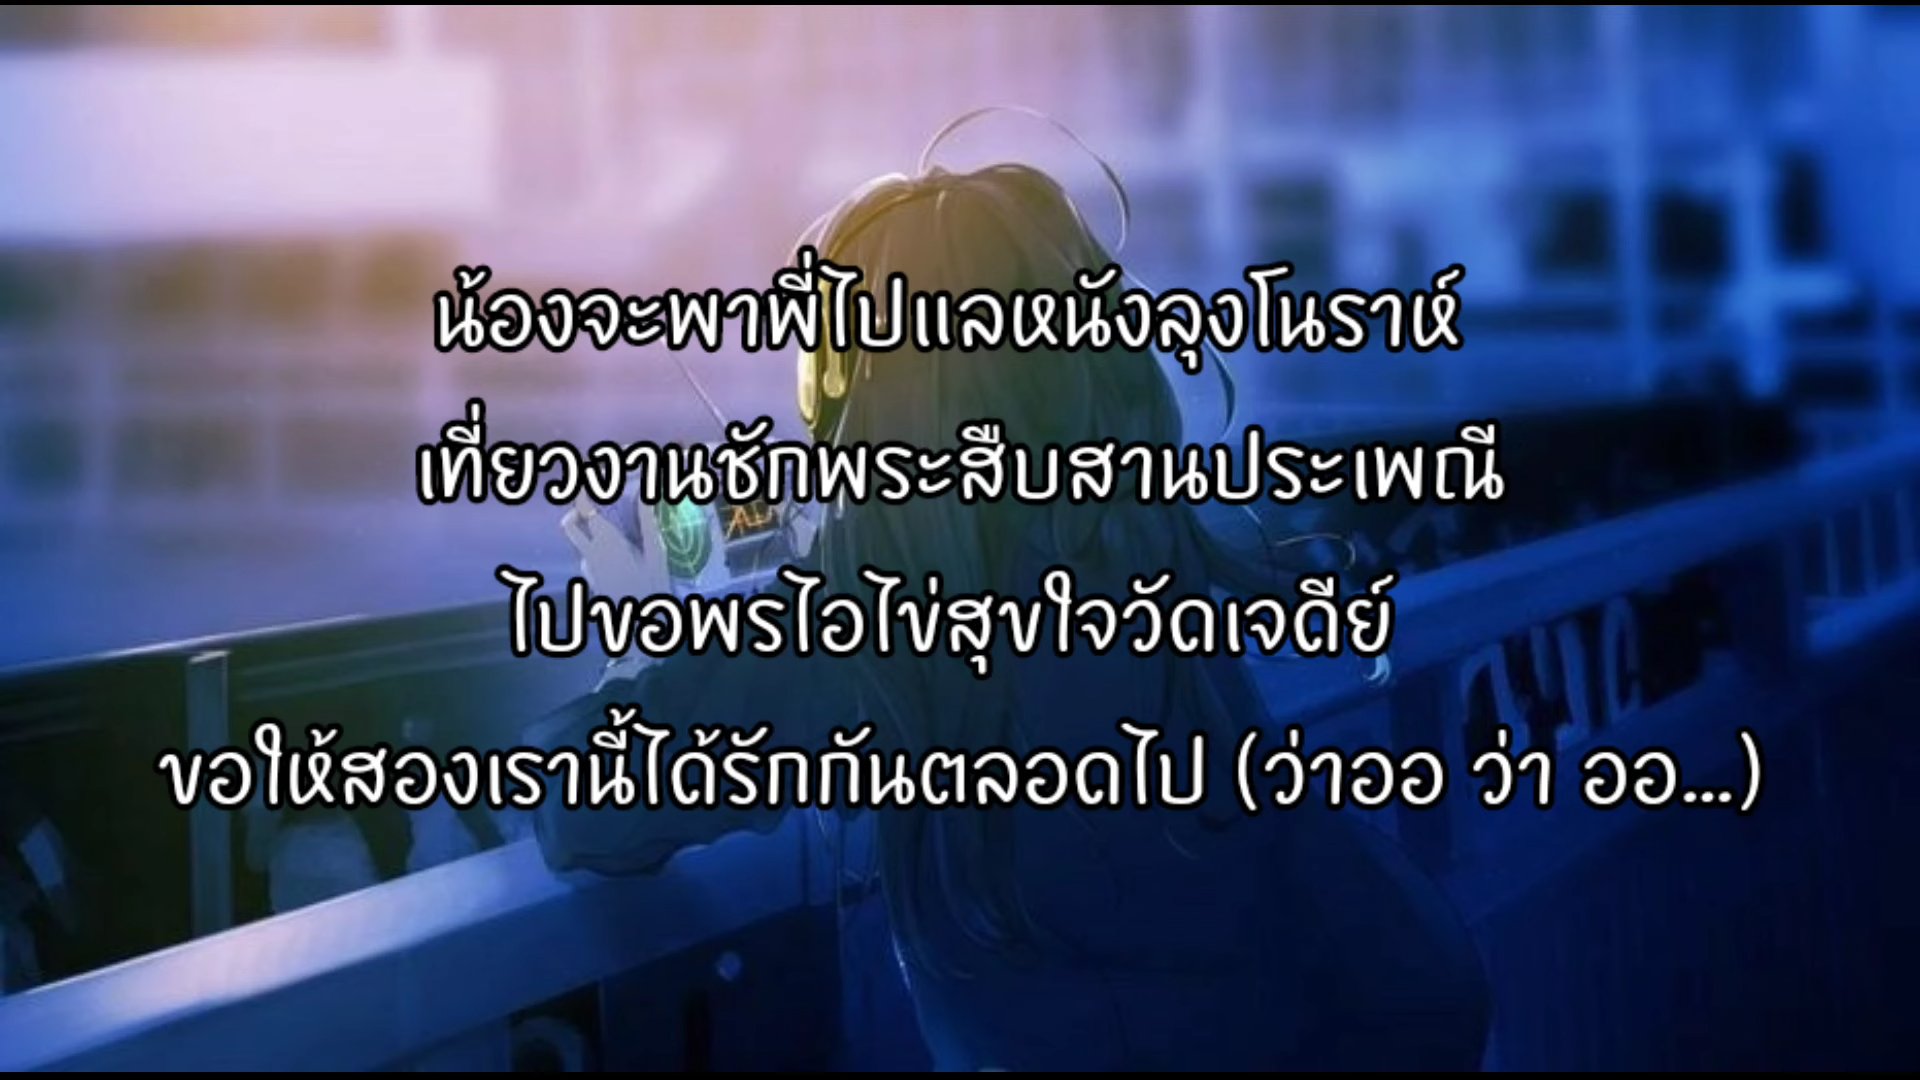 น้องจะพาพี่ไปแลหนังลุงโนราห์
เที่ยวงานชักพระสืบสานประเพณี
ไปขอพรไอไข่สุขใจวัดเจดีย์
ขอให้สองเรานี้ได้รักกันตลอดไป (ว่าออ ว่า ออ...)